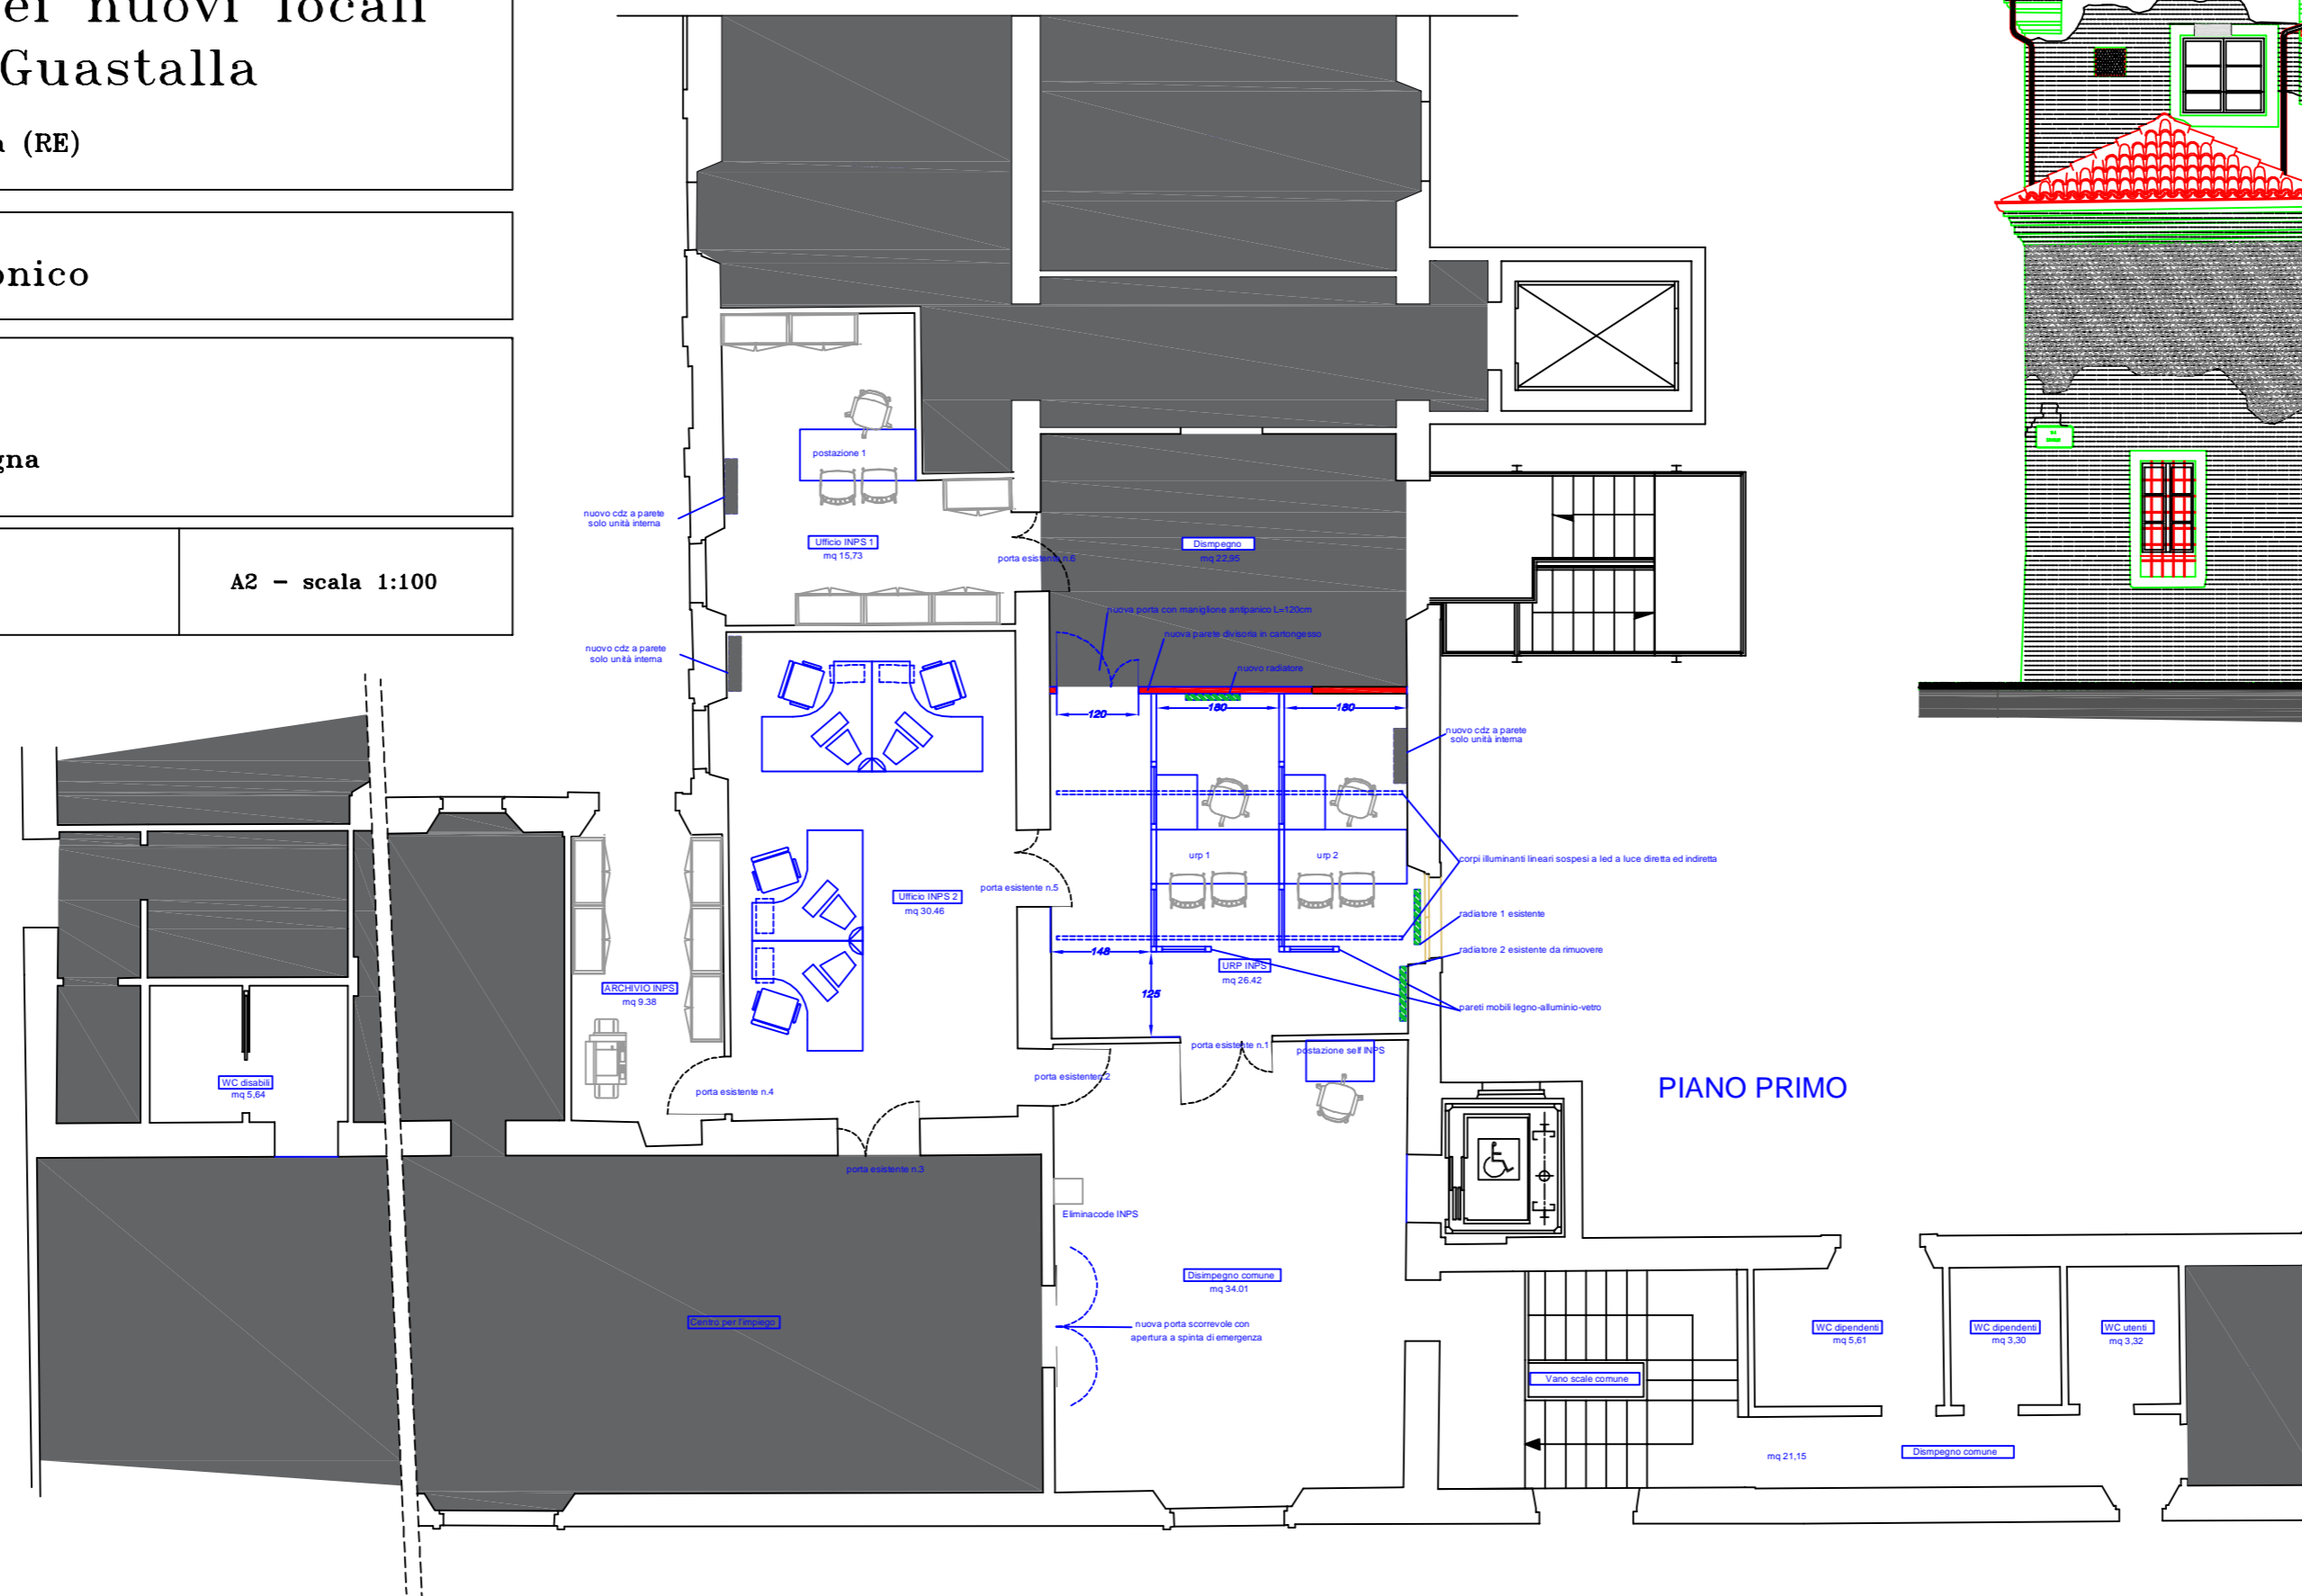 ei nuovi locali
Guastalla
a (RE)
onico
gna
A2 - scala 1:100
postazione 1
nuovo cdz a parete
solo unità interna
Ufficio INPS 1
mq 15,73
porta esistente n.6
Dismpegno
mq 22,95
nuova porta con maniglione antipanico L=120cm
nuova parete divisoria in cartongesso
nuovo radiatore
nuovo cdz a parete
solo unità interna
120
180
180
nuovo cdz a parete
solo unità interna
urp 1
urp 2
corpi illuminanti lineari sospesi a led a luce diretta ed indiretta
porta esistente n.5
Ufficio INPS 2
mq 30.46
radiatore 1 esistente
radiatore 2 esistente da rimuovere
148
URP INPS
mq 26.42
125
ARCHIVIO INPS
mq 9.38
pareti mobili legno-alluminio-vetro
porta esistente n.1
postazione self INPS
WC disabili
mq 5,64
porta esistente n.4
porta esistenten.2
PIANO PRIMO
porta esistente n.3
Eliminacode INPS
Disimpegno comune
mq 34.01
Centro per l'impiego
nuova porta scorrevole con
apertura a spinta di emergenza
WC dipendenti
mq 5,61
WC dipendenti
mq 3,30
WC utenti
mq 3,32
Vano scale comune
mq 21,15
Dismpegno comune